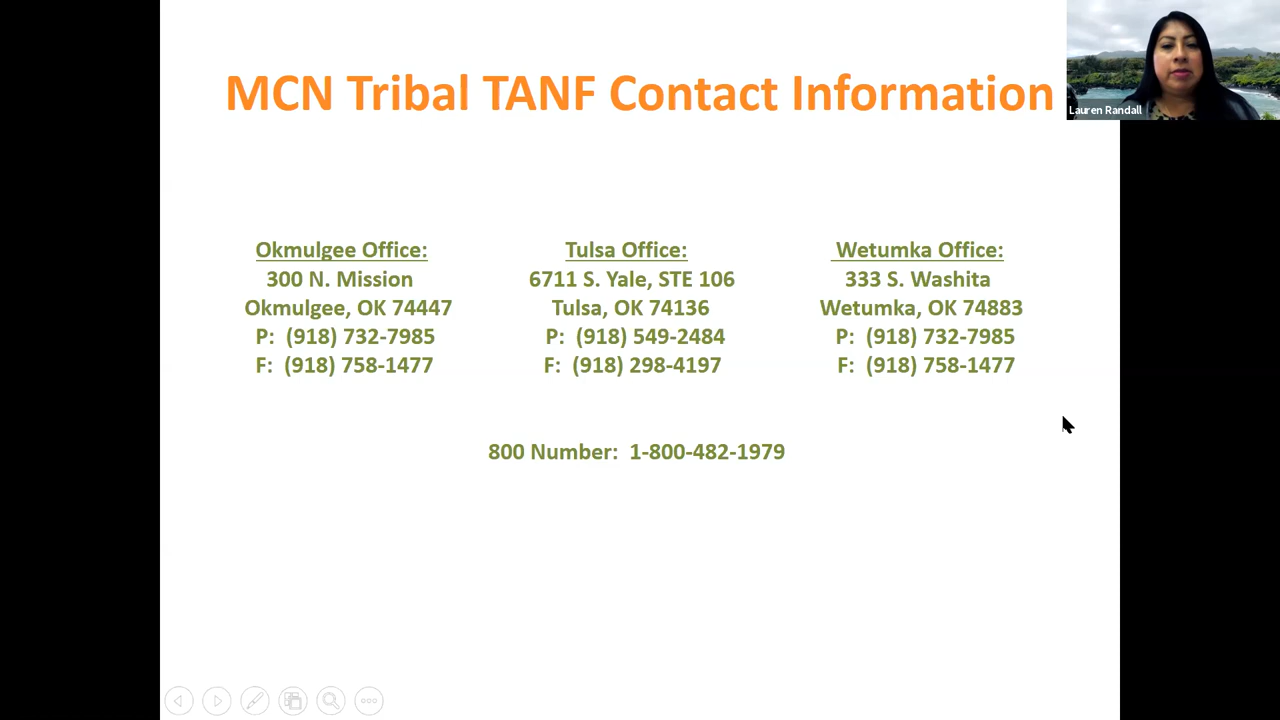 MCN Tribal TANF Contact Information
Lauren Randall
Okmulgee Office:
300 N. Mission
Okmulgee, OK 74447
P: (918) 732-7985
F: (918) 758-1477
Tulsa Office:
6711 S. Yale, STE 106
Tulsa, OK 74136
P: (918) 549-2484
F: (918) 298-4197
Wetumka Office:
333 S. Washita
Wetumka, OK 74883
P: (918) 732-7985
F: (918) 758-1477
800 Number: 1-800-482-1979